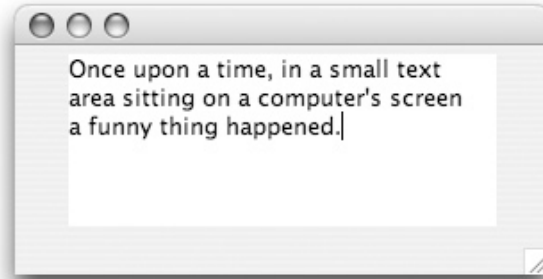 Once upon a time, in a small text
area sitting on a computer's screen
a funny thing happened.